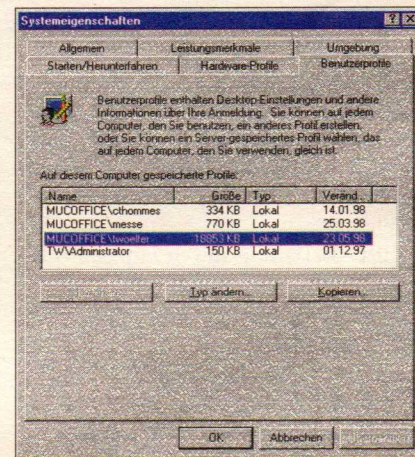 Systemeigenschaften
Allgemein Leistungsmerkmale Umgebung
Starten/Herunterfahren Hardware-Profile Benutzerprofile
Benutzerprofile enthalten Desktop-Einstellungen und andere
Informationen über Ihre Anmeldung. Sie können auf jedem
Computer, den Sie benutzen, ein anderes Profil erstellen,
oder Sie können ein Server-gespeichertes Profil wählen, das
auf jedem Computer, den Sie verwenden, gleich ist.
Auf diesem Computer gespeicherte Profile:
Name Größe Typ Veränd...
MUCOFFICE\cthommes 334 KB Lokal 14.01.98
MUCOFFICE\messe 770 KB Lokal 25.03.98
MUCOFFICE\twoelfer 18853 KB Lokal 23.05.98
TW\Administrator 150 KB Lokal 01.12.97
Typ ändern... Kopieren...
OK Abbrechen